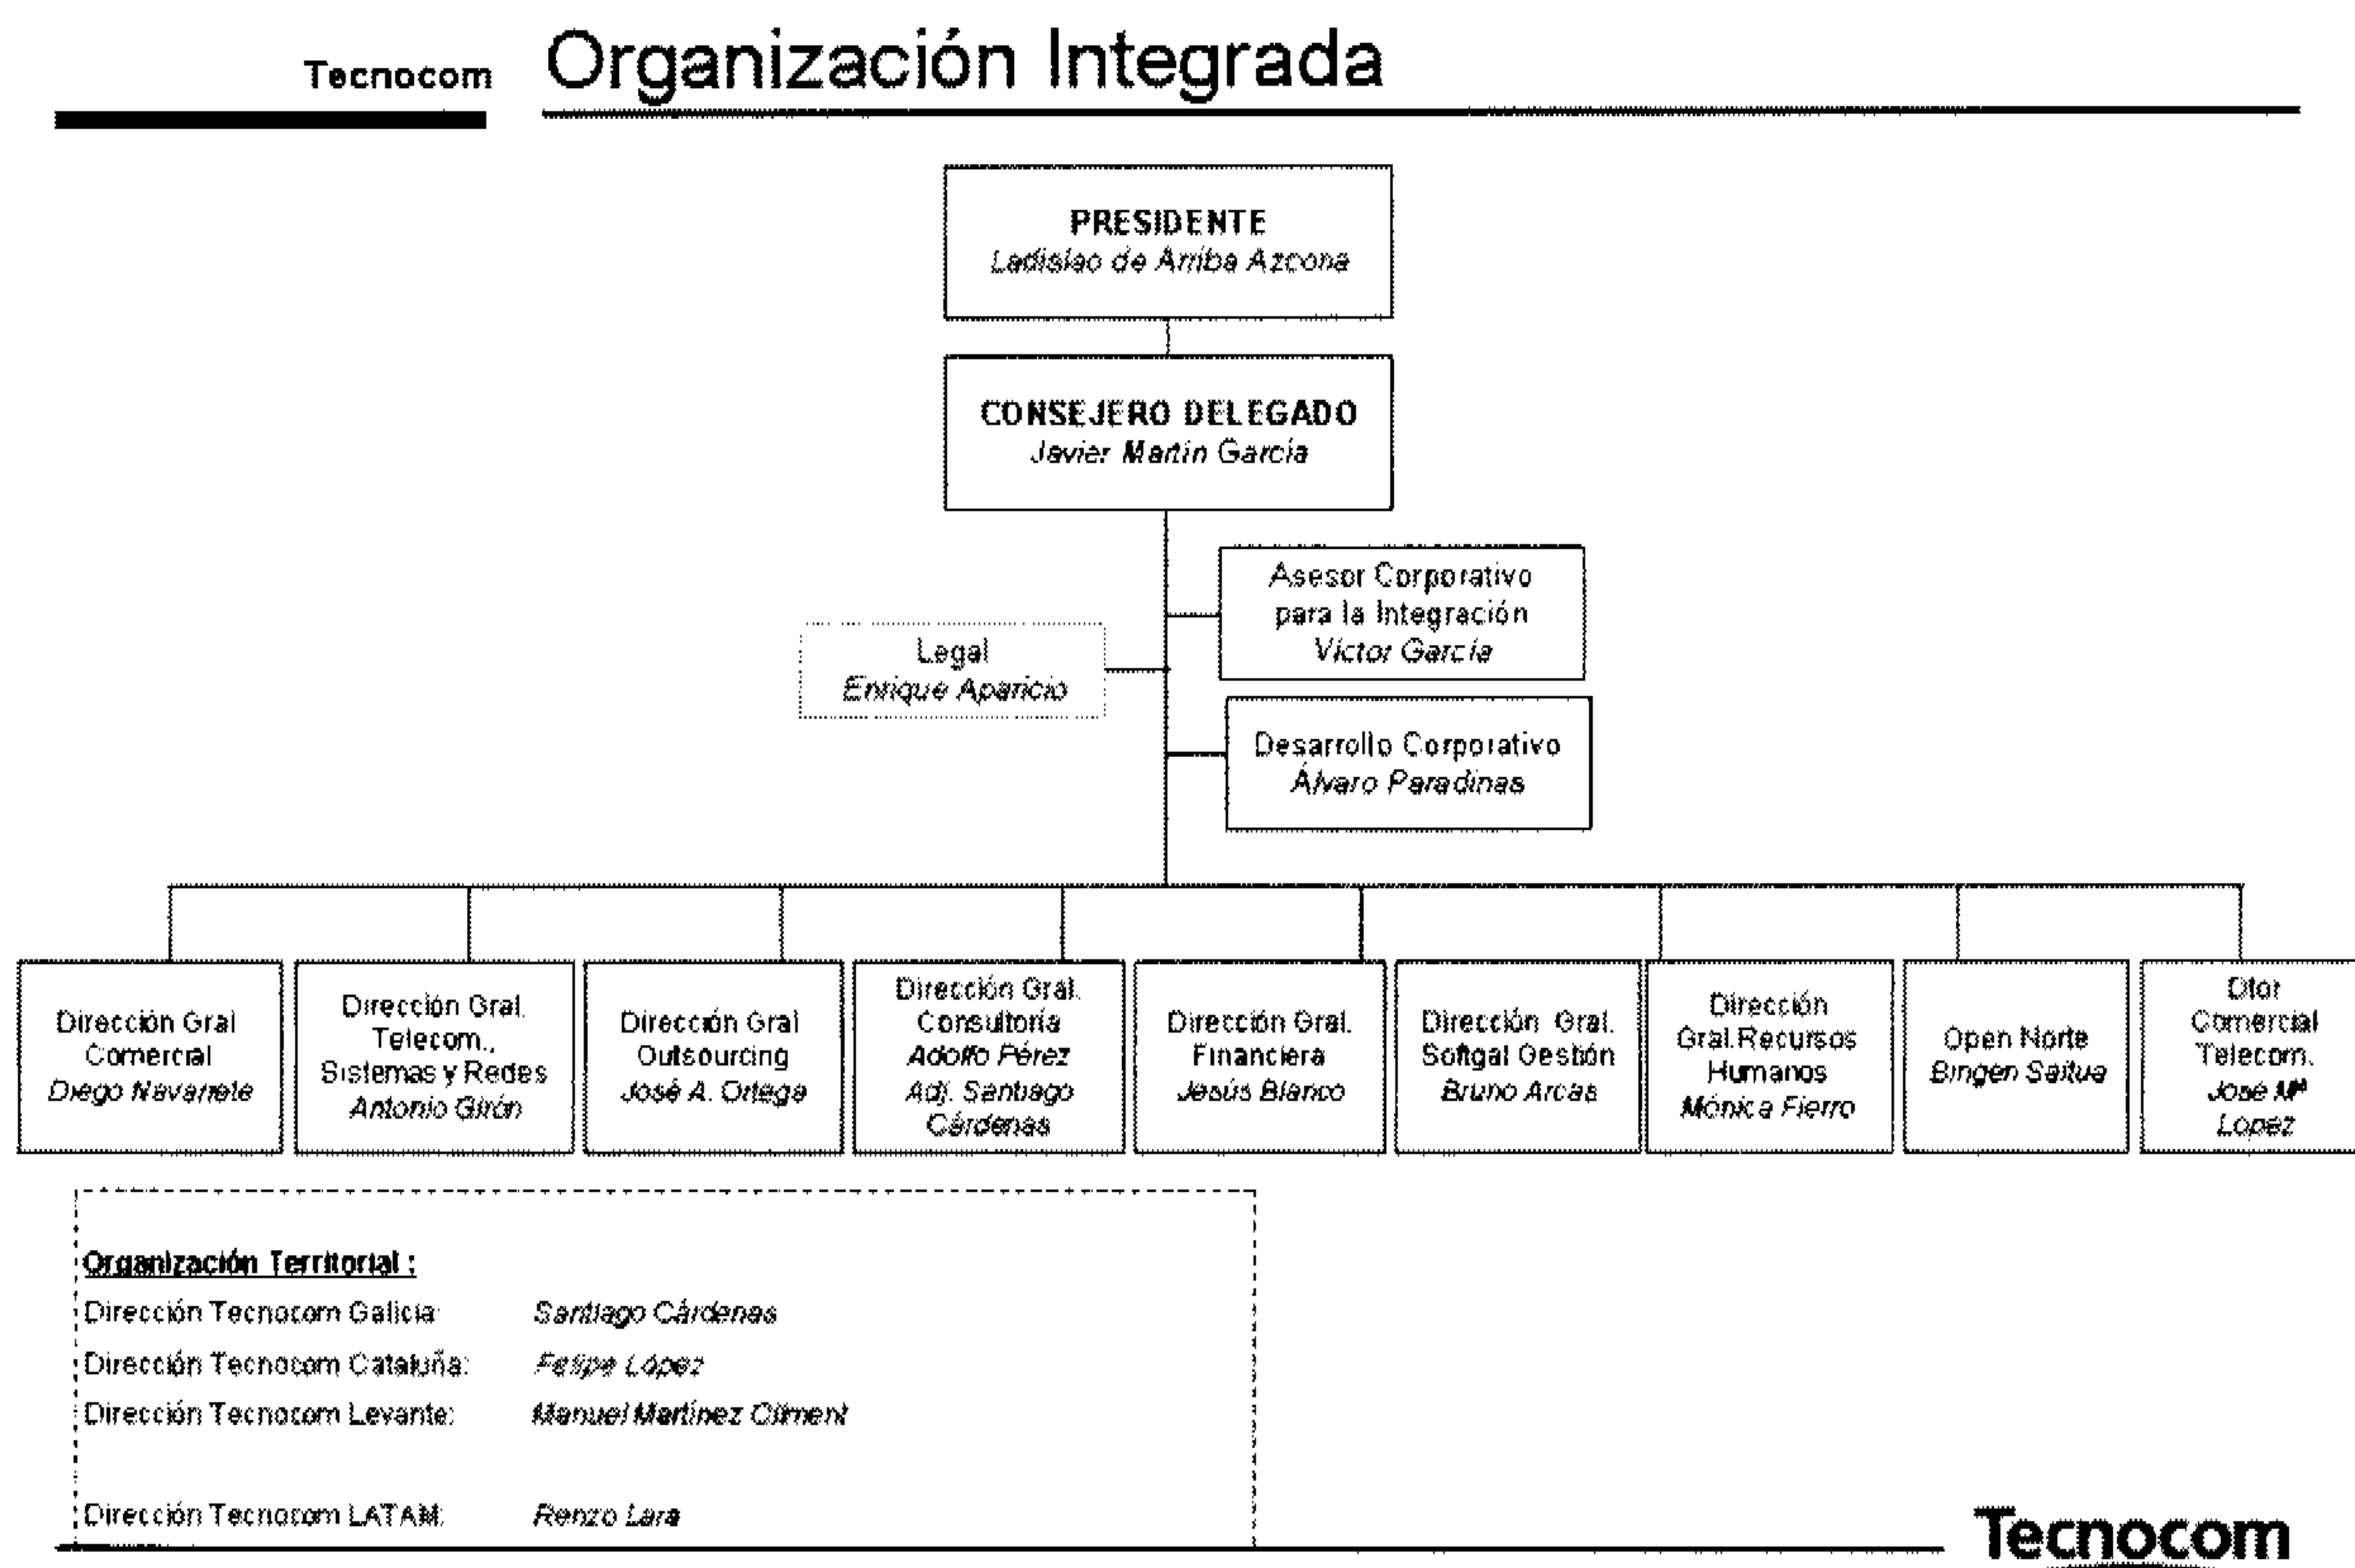 Tecnocom
Organización Integrada
PRESIDENTE
Ladislao de Arriba Azcona
CONSEJERO DELEGADO
Javier Martín García
Asesor Corporativo
para la Integración
Víctor García
Legal
Enrique Aparicio
Desarrollo Corporativo
Álvaro Paradinas
Dirección Gral
Comercial
Diego Navarrete
Dirección Gral.
Telecom.,
Sistemas y Redes
Antonio Girón
Dirección Gral
Outsourcing
José A. Ortega
Dirección Gral.
Consultoría
Adolfo Pérez
Adj. Santiago
Cárdenas
Dirección Gral.
Financiera
Jesús Blanco
Dirección Gral.
Softgal Gestión
Bruno Arcas
Dirección
Gral.Recursos
Humanos
Mónica Fierro
Open Norte
Bingen Saitua
Dtor
Comercial
Telecom.
José Mª
Lopez
Organización Territorial :
Dirección Tecnocom Galicia: Santiago Cárdenas
Dirección Tecnocom Cataluña: Felipe López
Dirección Tecnocom Levante: Manuel Martínez Climent
Dirección Tecnocom LATAM: Renzo Lara
Tecnocom